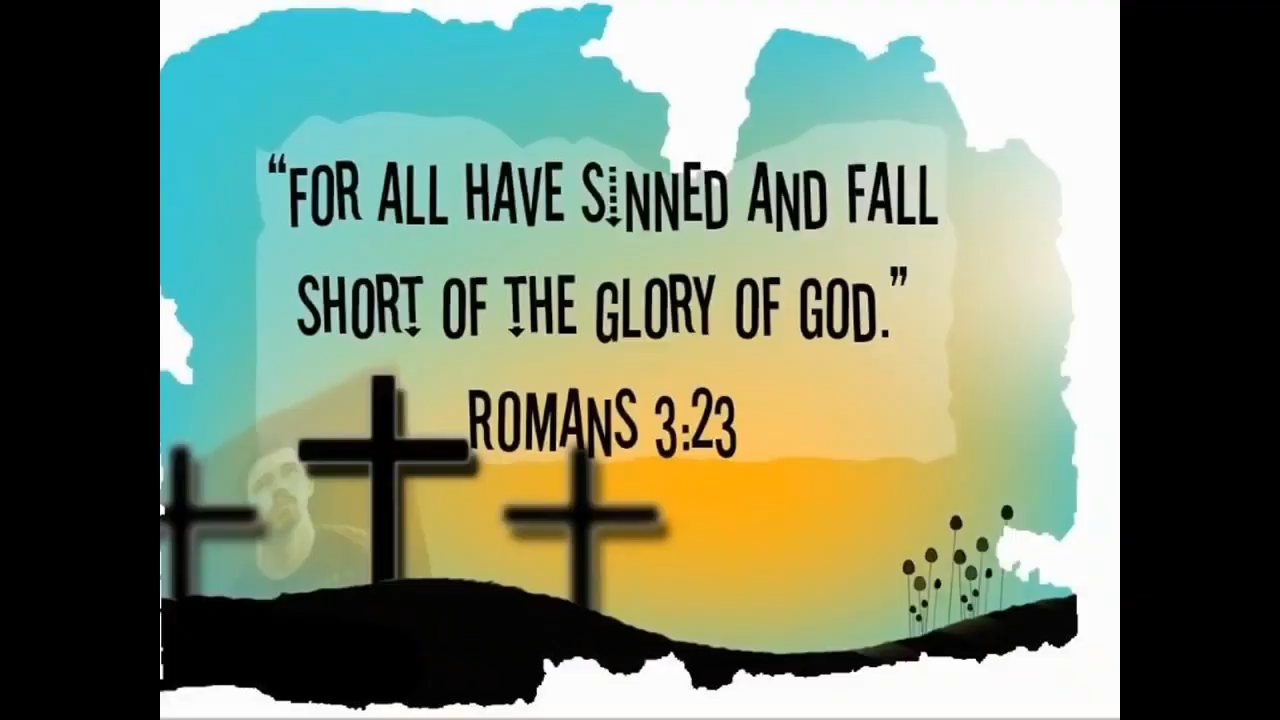 “FOR ALL HAVE SINNED AND FALL
SHORT OF THE GLORY OF GOD.”
ROMANS 3:23